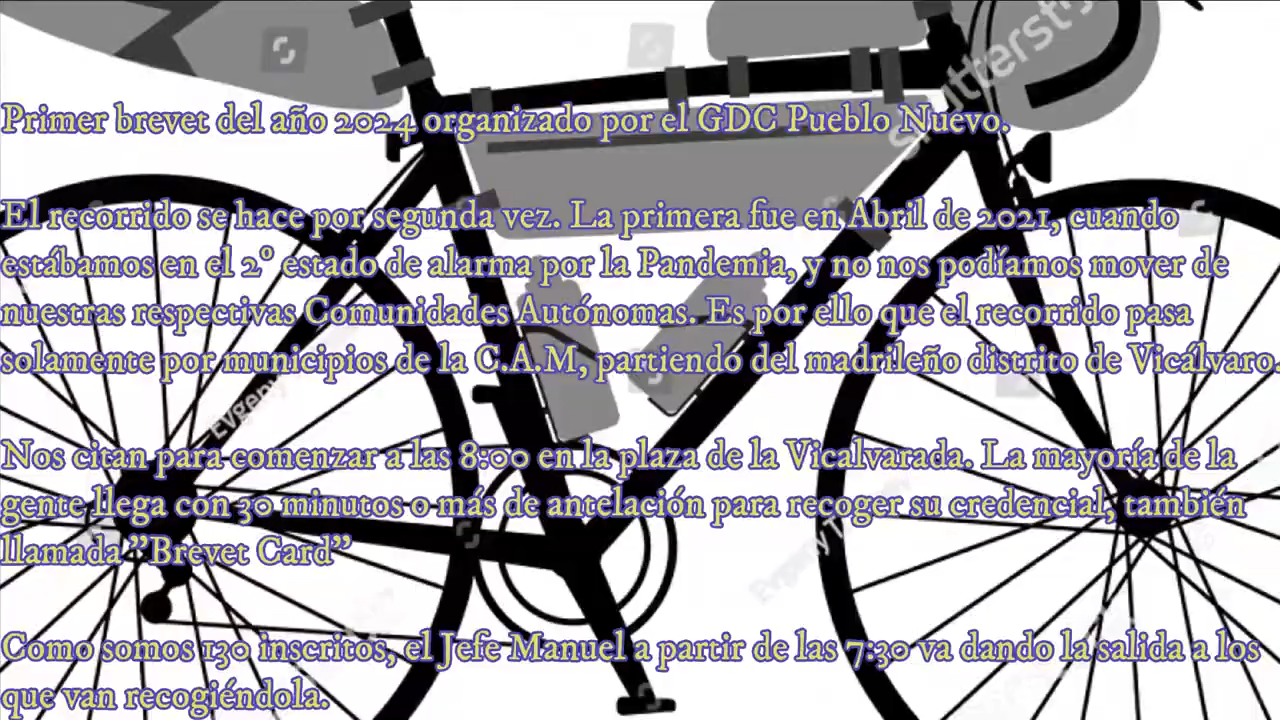 Primer brevet del año 2024 organizado por el GDC Pueblo Nuevo.
El recorrido se hace por segunda vez. La primera fue en Abril de 2021, cuando
estábamos en el 2º estado de alarma por la Pandemia, y no nos podíamos mover de
nuestras respectivas Comunidades Autónomas. Es por ello que el recorrido pasa
solamente por municipios de la C.A.M, partiendo del madrileño distrito de Vicálvaro.
Nos citan para comenzar a las 8:00 en la plaza de la Vicalvarada. La mayoría de la
gente llega con 30 minutos o más de antelación para recoger su credencial, también
llamada "Brevet Card"
Como somos 130 inscritos, el Jefe Manuel a partir de las 7:30 va dando la salida a los
que van recogiéndola.